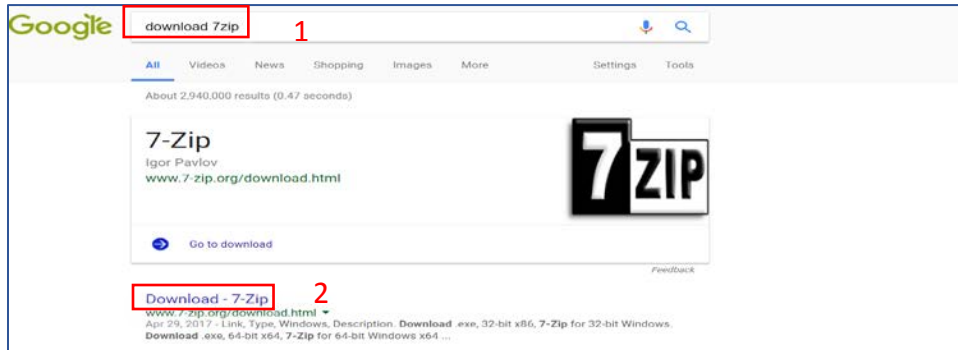 Google
download 7zip
1
All Videos News Shopping Images More Settings Tools
About 2,940,000 results (0.47 seconds)
7-Zip
Igor Pavlov
www.7-zip.org/download.html
7 ZIP
Go to download
Feedback
Download - 7-Zip
2
www.7-zip.org/download.html
Apr 29, 2017 - Link, Type, Windows, Description. Download .exe, 32-bit x86, 7-Zip for 32-bit Windows.
Download .exe, 64-bit x64, 7-Zip for 64-bit Windows x64 ...